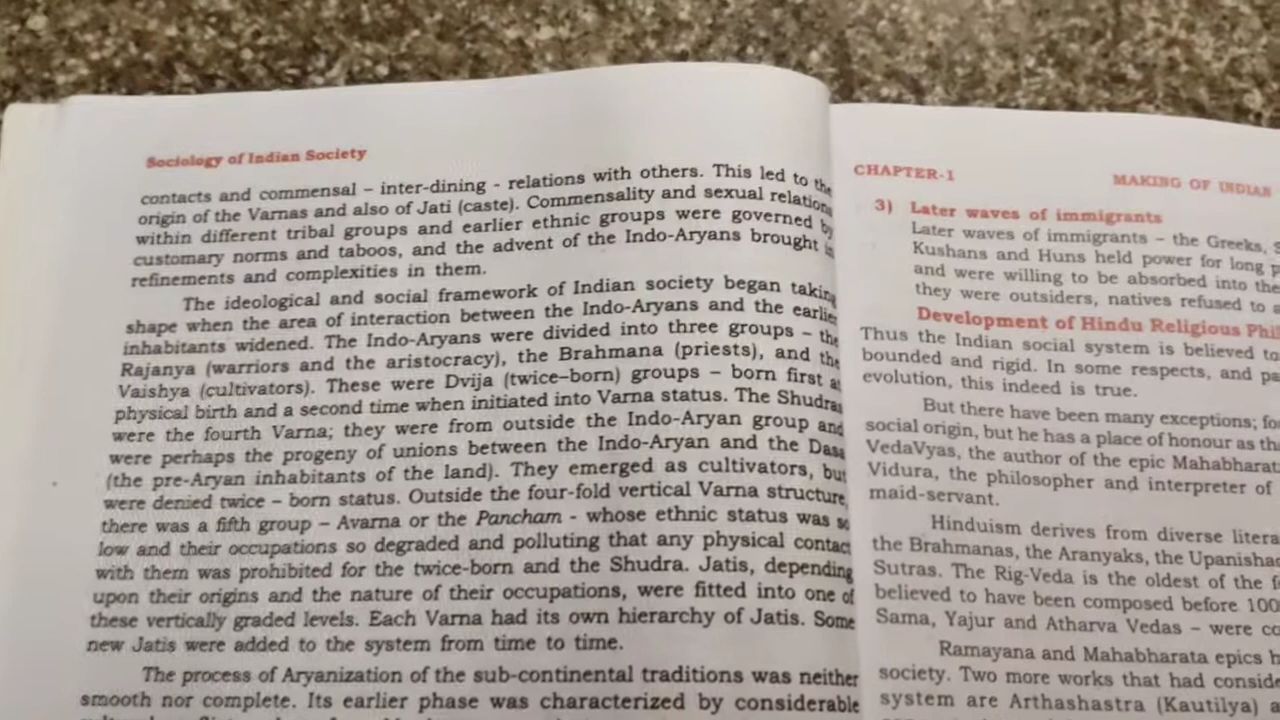 Sociology of Indian Society
contacts and commensal – inter-dining - relations with others. This led to the
origin of the Varnas and also of Jati (caste). Commensality and sexual relations
within different tribal groups and earlier ethnic groups were governed by
customary norms and taboos, and the advent of the Indo-Aryans brought in
refinements and complexities in them.
The ideological and social framework of Indian society began taking
shape when the area of interaction between the Indo-Aryans and the earlier
inhabitants widened. The Indo-Aryans were divided into three groups – the
Rajanya (warriors and the aristocracy), the Brahmana (priests), and the
Vaishya (cultivators). These were Dvija (twice–born) groups – born first at
physical birth and a second time when initiated into Varna status. The Shudras
were the fourth Varna; they were from outside the Indo-Aryan group and
were perhaps the progeny of unions between the Indo-Aryan and the Dasa
(the pre-Aryan inhabitants of the land). They emerged as cultivators, but
were denied twice – born status. Outside the four-fold vertical Varna structure,
there was a fifth group – Avarna or the Pancham - whose ethnic status was so
low and their occupations so degraded and polluting that any physical contact
with them was prohibited for the twice-born and the Shudra. Jatis, depending
upon their origins and the nature of their occupations, were fitted into one of
these vertically graded levels. Each Varna had its own hierarchy of Jatis. Some
new Jatis were added to the system from time to time.
The process of Aryanization of the sub-continental traditions was neither
smooth nor complete. Its earlier phase was characterized by considerable
CHAPTER-1 MAKING OF INDIAN
3) Later waves of immigrants
Later waves of immigrants – the Greeks,
Kushans and Huns held power for long
and were willing to be absorbed into the
they were outsiders, natives refused to
Development of Hindu Religious
Thus the Indian social system is believed to
bounded and rigid. In some respects, and
evolution, this indeed is true.
But there have been many exceptions;
social origin, but he has a place of honour as
VedaVyas, the author of the epic
Vidura, the philosopher and interpreter of
maid-servant.
Hinduism derives from diverse
the Brahmanas, the Aranyaks, the
Sutras. The Rig-Veda is the oldest of the
believed to have been composed before
Sama, Yajur and Atharva Vedas – were
Ramayana and Mahabharata epics
society. Two more works that had
system are Arthashastra (Kautilya)